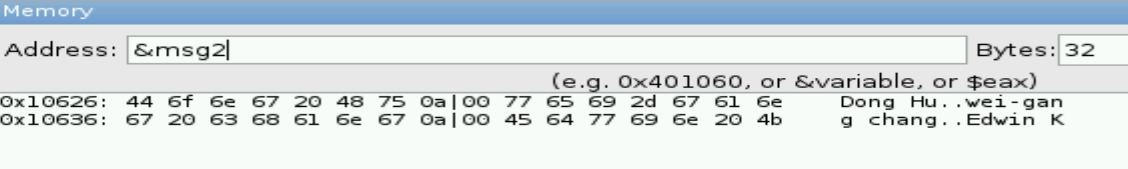 Memory
Address: &msg2
Bytes: 32
(e.g. 0x401060, or &variable, or $eax)
0x10626: 44 6f 6e 67 20 48 75 0a|00 77 65 69 2d 67 61 6e Dong Hu..wei-gan
0x10636: 67 20 63 68 61 6e 67 0a|00 45 64 77 69 6e 20 4b g chang..Edwin K